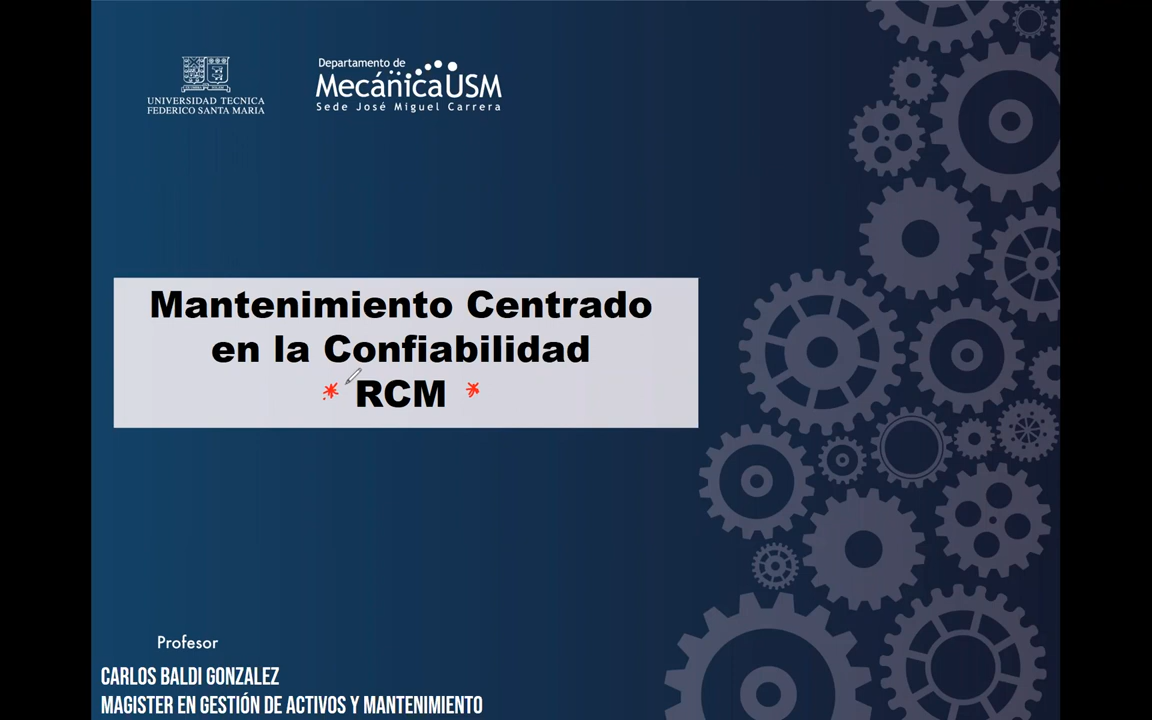 UNIVERSIDAD TECNICA
FEDERICO SANTA MARIA
Departamento de
MecánicaUSM
Sede José Miguel Carrera
Mantenimiento Centrado
en la Confiabilidad
* RCM *
Profesor
CARLOS BALDI GONZALEZ
MAGISTER EN GESTIÓN DE ACTIVOS Y MANTENIMIENTO